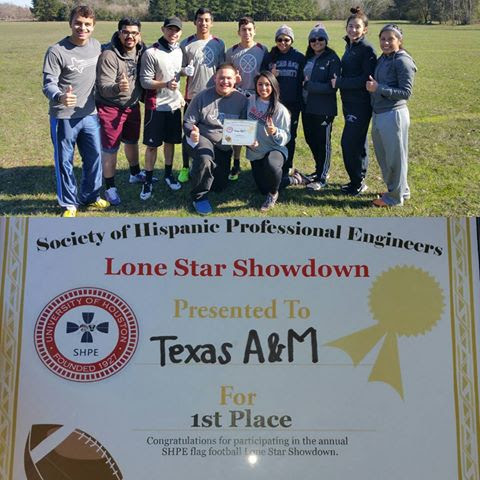 Society of Hispanic Professional Engineers
Lone Star Showdown
Presented To
Texas A&M
For
1st Place
Congratulations for participating in the annual
SHPE flag football Lone Star Showdown.
UNIVERSITY OF HOUSTON
SHPE
FOUNDED 1927